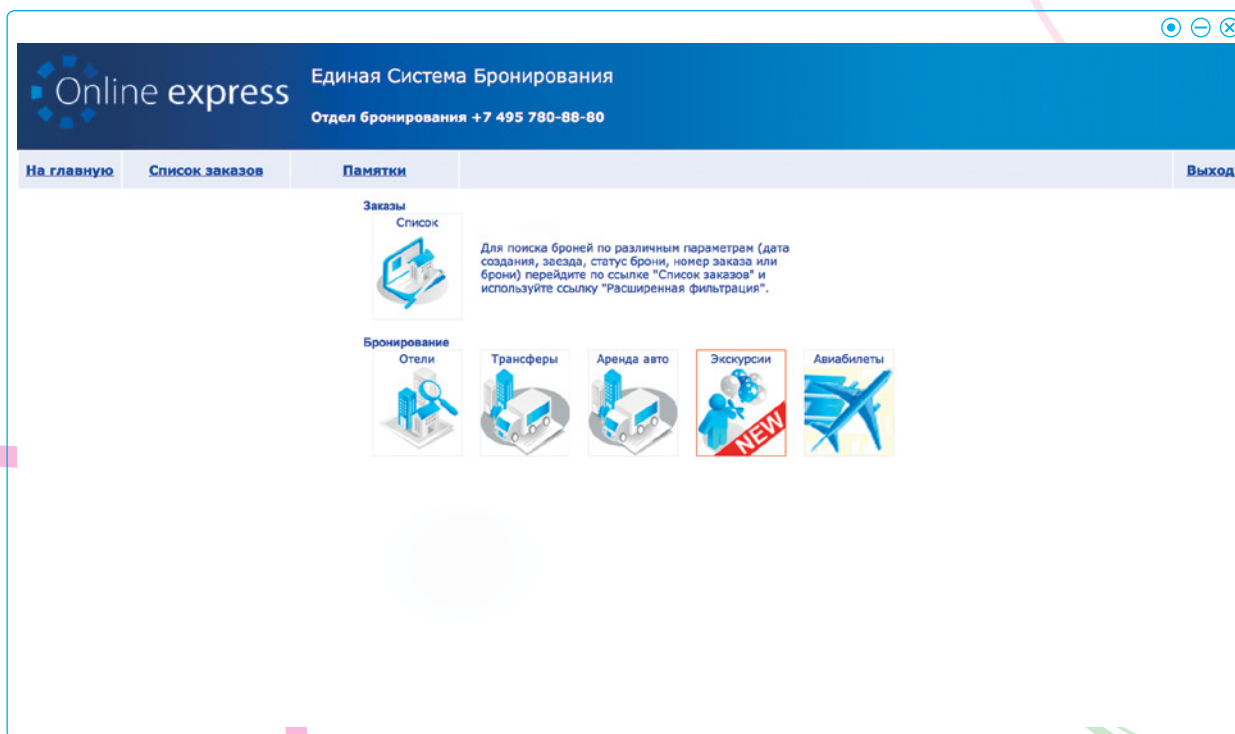 Online express
Единая Система Бронирования
Отдел бронирования +7 495 780-88-80
На главную Список заказов Памятки Выход
Заказы
Список
Для поиска броней по различным параметрам (дата
создания, заезда, статус брони, номер заказа или
брони) перейдите по ссылке "Список заказов" и
используйте ссылку "Расширенная фильтрация".
Бронирование
Отели Трансферы Аренда авто Экскурсии Авиабилеты
NEW